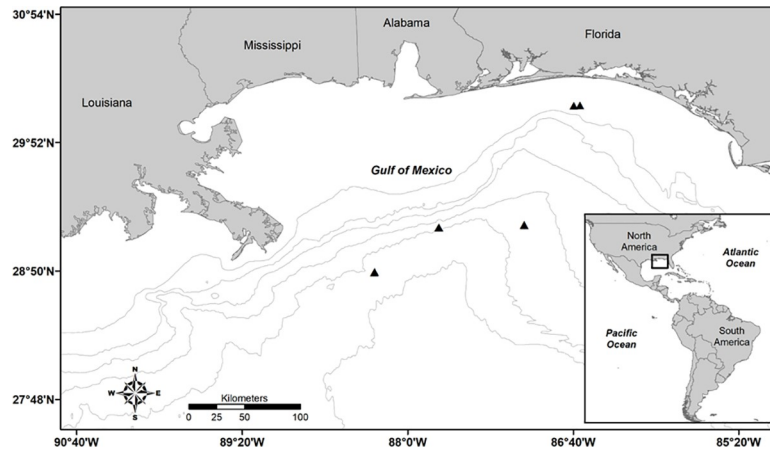 30°54'N
Alabama
Florida
Mississippi
Louisiana
29°52'N
Gulf of Mexico
28°50'N
North
America
Atlantic
Ocean
Pacific
Ocean
South
America
N
W
E
S
Kilometers
0 25 50 100
27°48'N
90°40'W 89°20'W 88°0'W 86°40'W 85°20'W